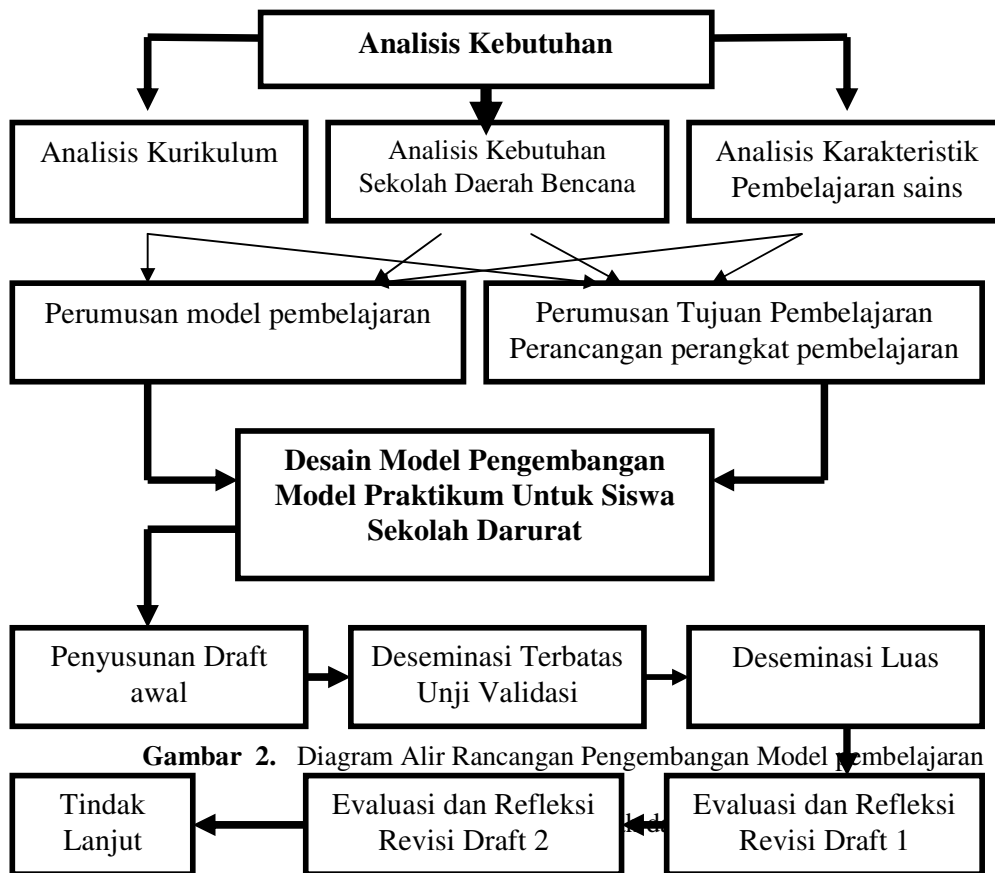 Analisis Kebutuhan
Analisis Kurikulum
Analisis Kebutuhan
Sekolah Daerah Bencana
Analisis Karakteristik
Pembelajaran sains
Perumusan model pembelajaran
Perumusan Tujuan Pembelajaran
Perancangan perangkat pembelajaran
Desain Model Pengembangan
Model Praktikum Untuk Siswa
Sekolah Darurat
Penyusunan Draft
awal
Deseminasi Terbatas
Unji Validasi
Deseminasi Luas
Gambar 2. Diagram Alir Rancangan Pengembangan Model pembelajaran
Tindak
Lanjut
Evaluasi dan Refleksi
Revisi Draft 2
Evaluasi dan Refleksi
Revisi Draft 1